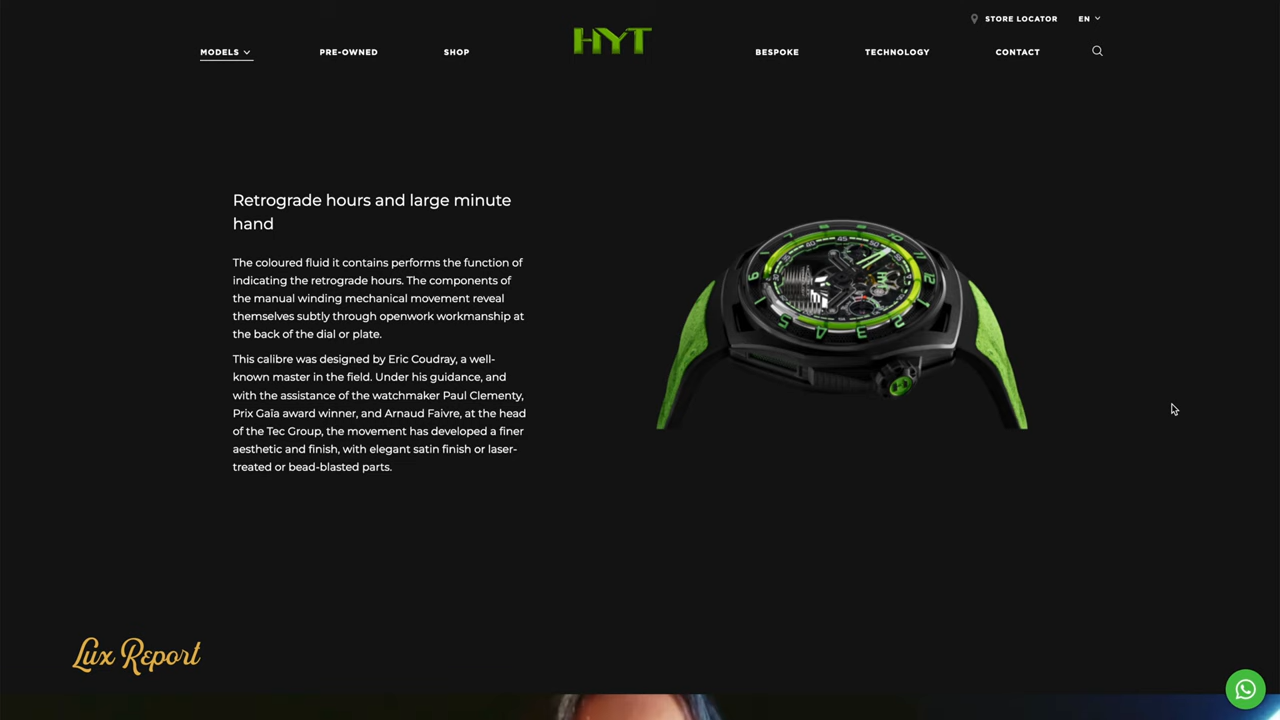 STORE LOCATOR
EN
HYT
MODELS
PRE-OWNED
SHOP
BESPOKE
TECHNOLOGY
CONTACT
Retrograde hours and large minute
hand
The coloured fluid it contains performs the function of
indicating the retrograde hours. The components of
the manual winding mechanical movement reveal
themselves subtly through openwork workmanship at
the back of the dial or plate.
This calibre was designed by Eric Coudray, a well-
known master in the field. Under his guidance, and
with the assistance of the watchmaker Paul Clementy,
Prix Gaïa award winner, and Arnaud Faivre, at the head
of the Tec Group, the movement has developed a finer
aesthetic and finish, with elegant satin finish or laser-
treated or bead-blasted parts.
Lux Report